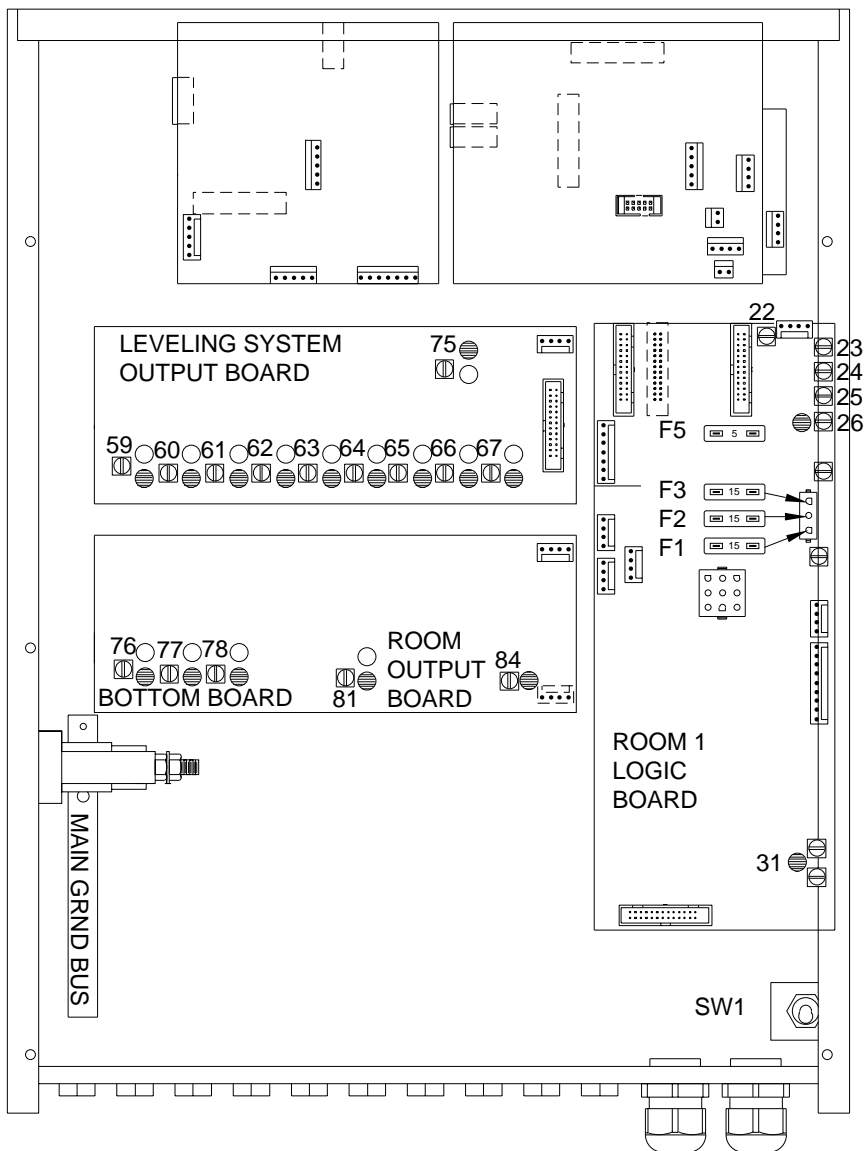 22
23
24
25
26
LEVELING SYSTEM
OUTPUT BOARD
75
59 60 61 62 63 64 65 66 67
F5 5
F3 15
F2 15
F1 15
76 77 78
ROOM
OUTPUT
BOARD
81
84
BOTTOM BOARD
ROOM 1
LOGIC
BOARD
MAIN GRND BUS
31
SW1